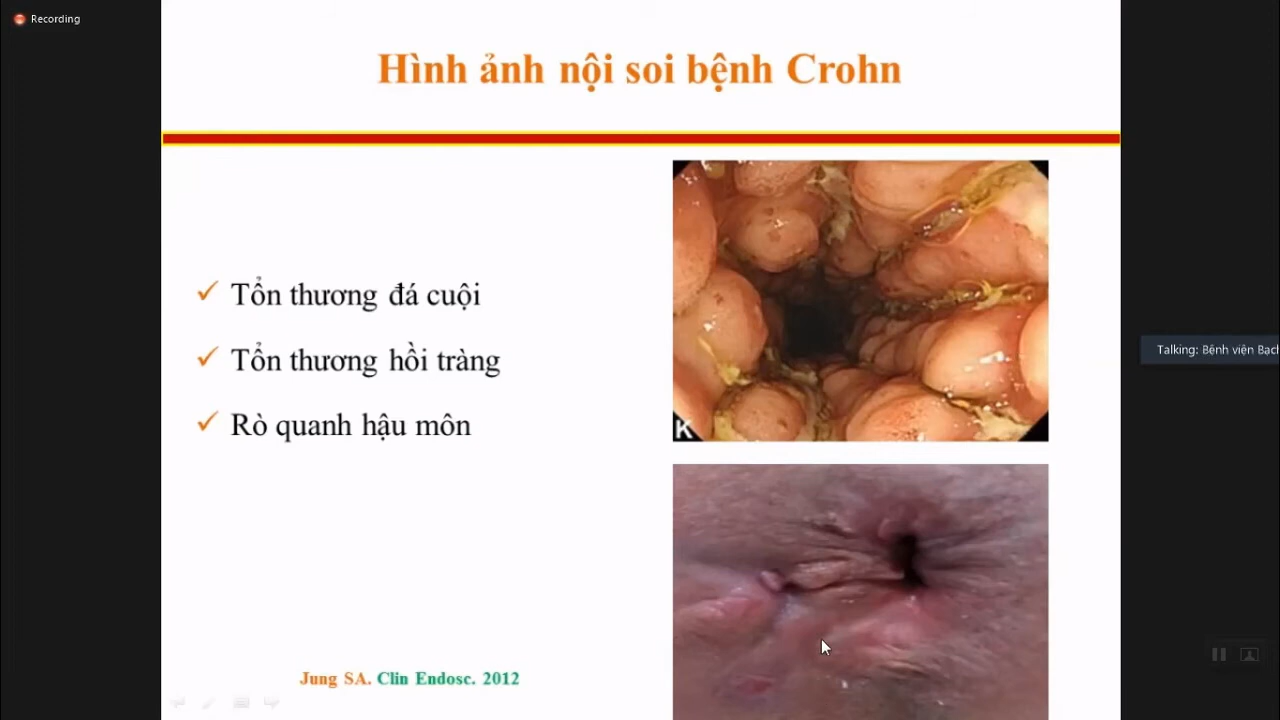 Recording
Hình ảnh nội soi bệnh Crohn
Tổn thương đá cuội
Tổn thương hồi tràng
Rò quanh hậu môn
K
Talking: Bệnh viện Bạch
Jung SA. Clin Endosc. 2012